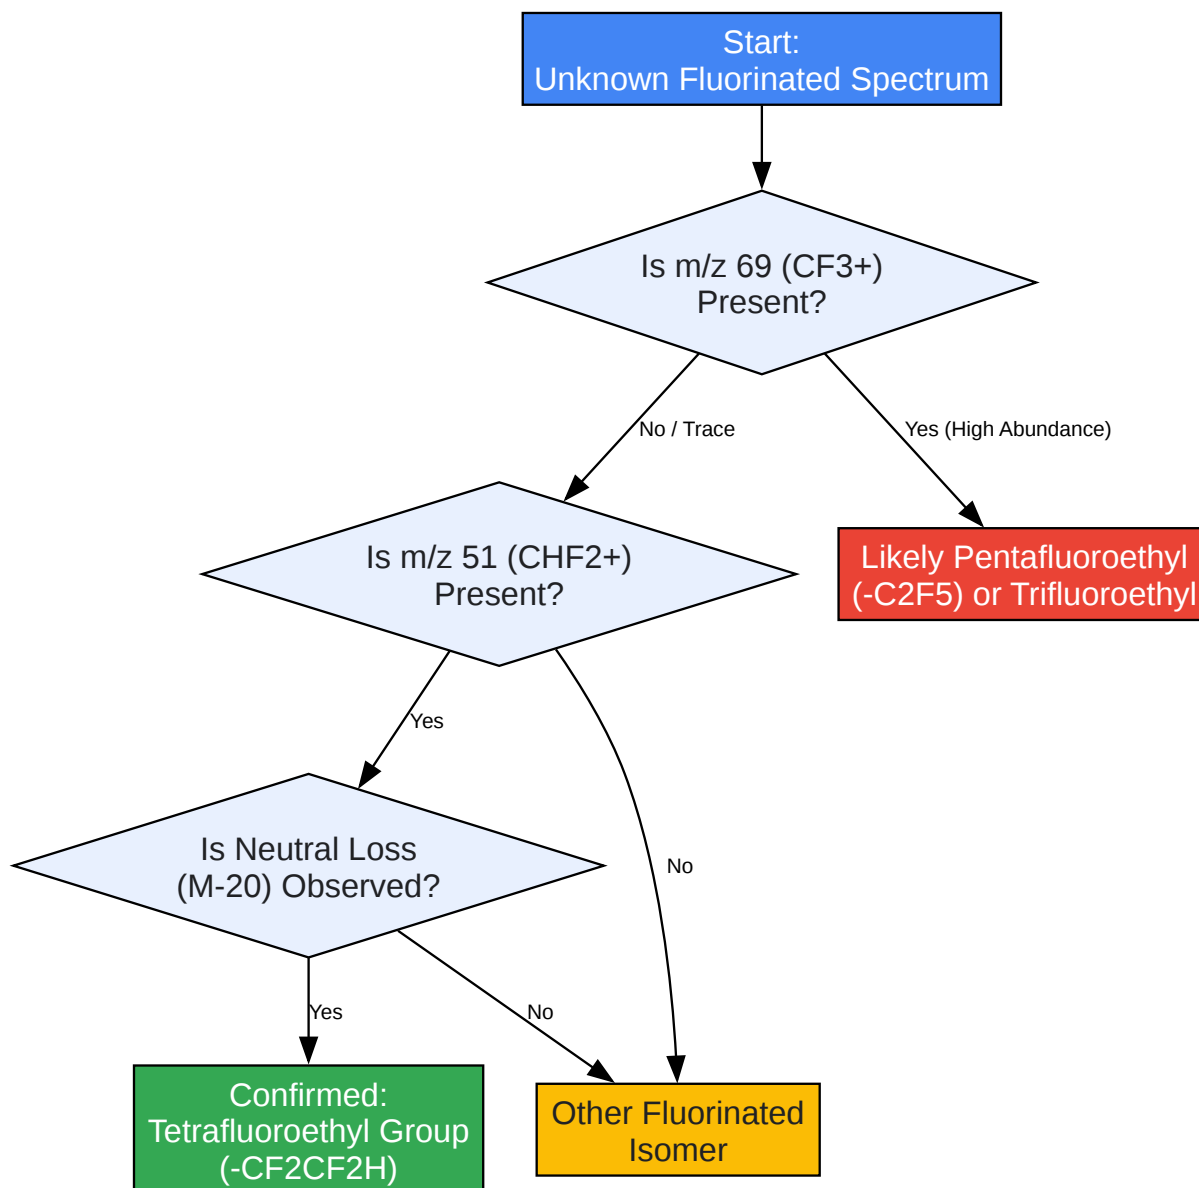 Start:
Unknown Fluorinated Spectrum
Is m/z 69 (CF3+)
Present?
No / Trace
Yes (High Abundance)
Is m/z 51 (CHF2+)
Present?
Likely Pentafluoroethyl
(-C2F5) or Trifluoroethyl
Yes
No
Is Neutral Loss
(M-20) Observed?
Yes
No
Confirmed:
Tetrafluoroethyl Group
(-CF2CF2H)
Other Fluorinated
Isomer